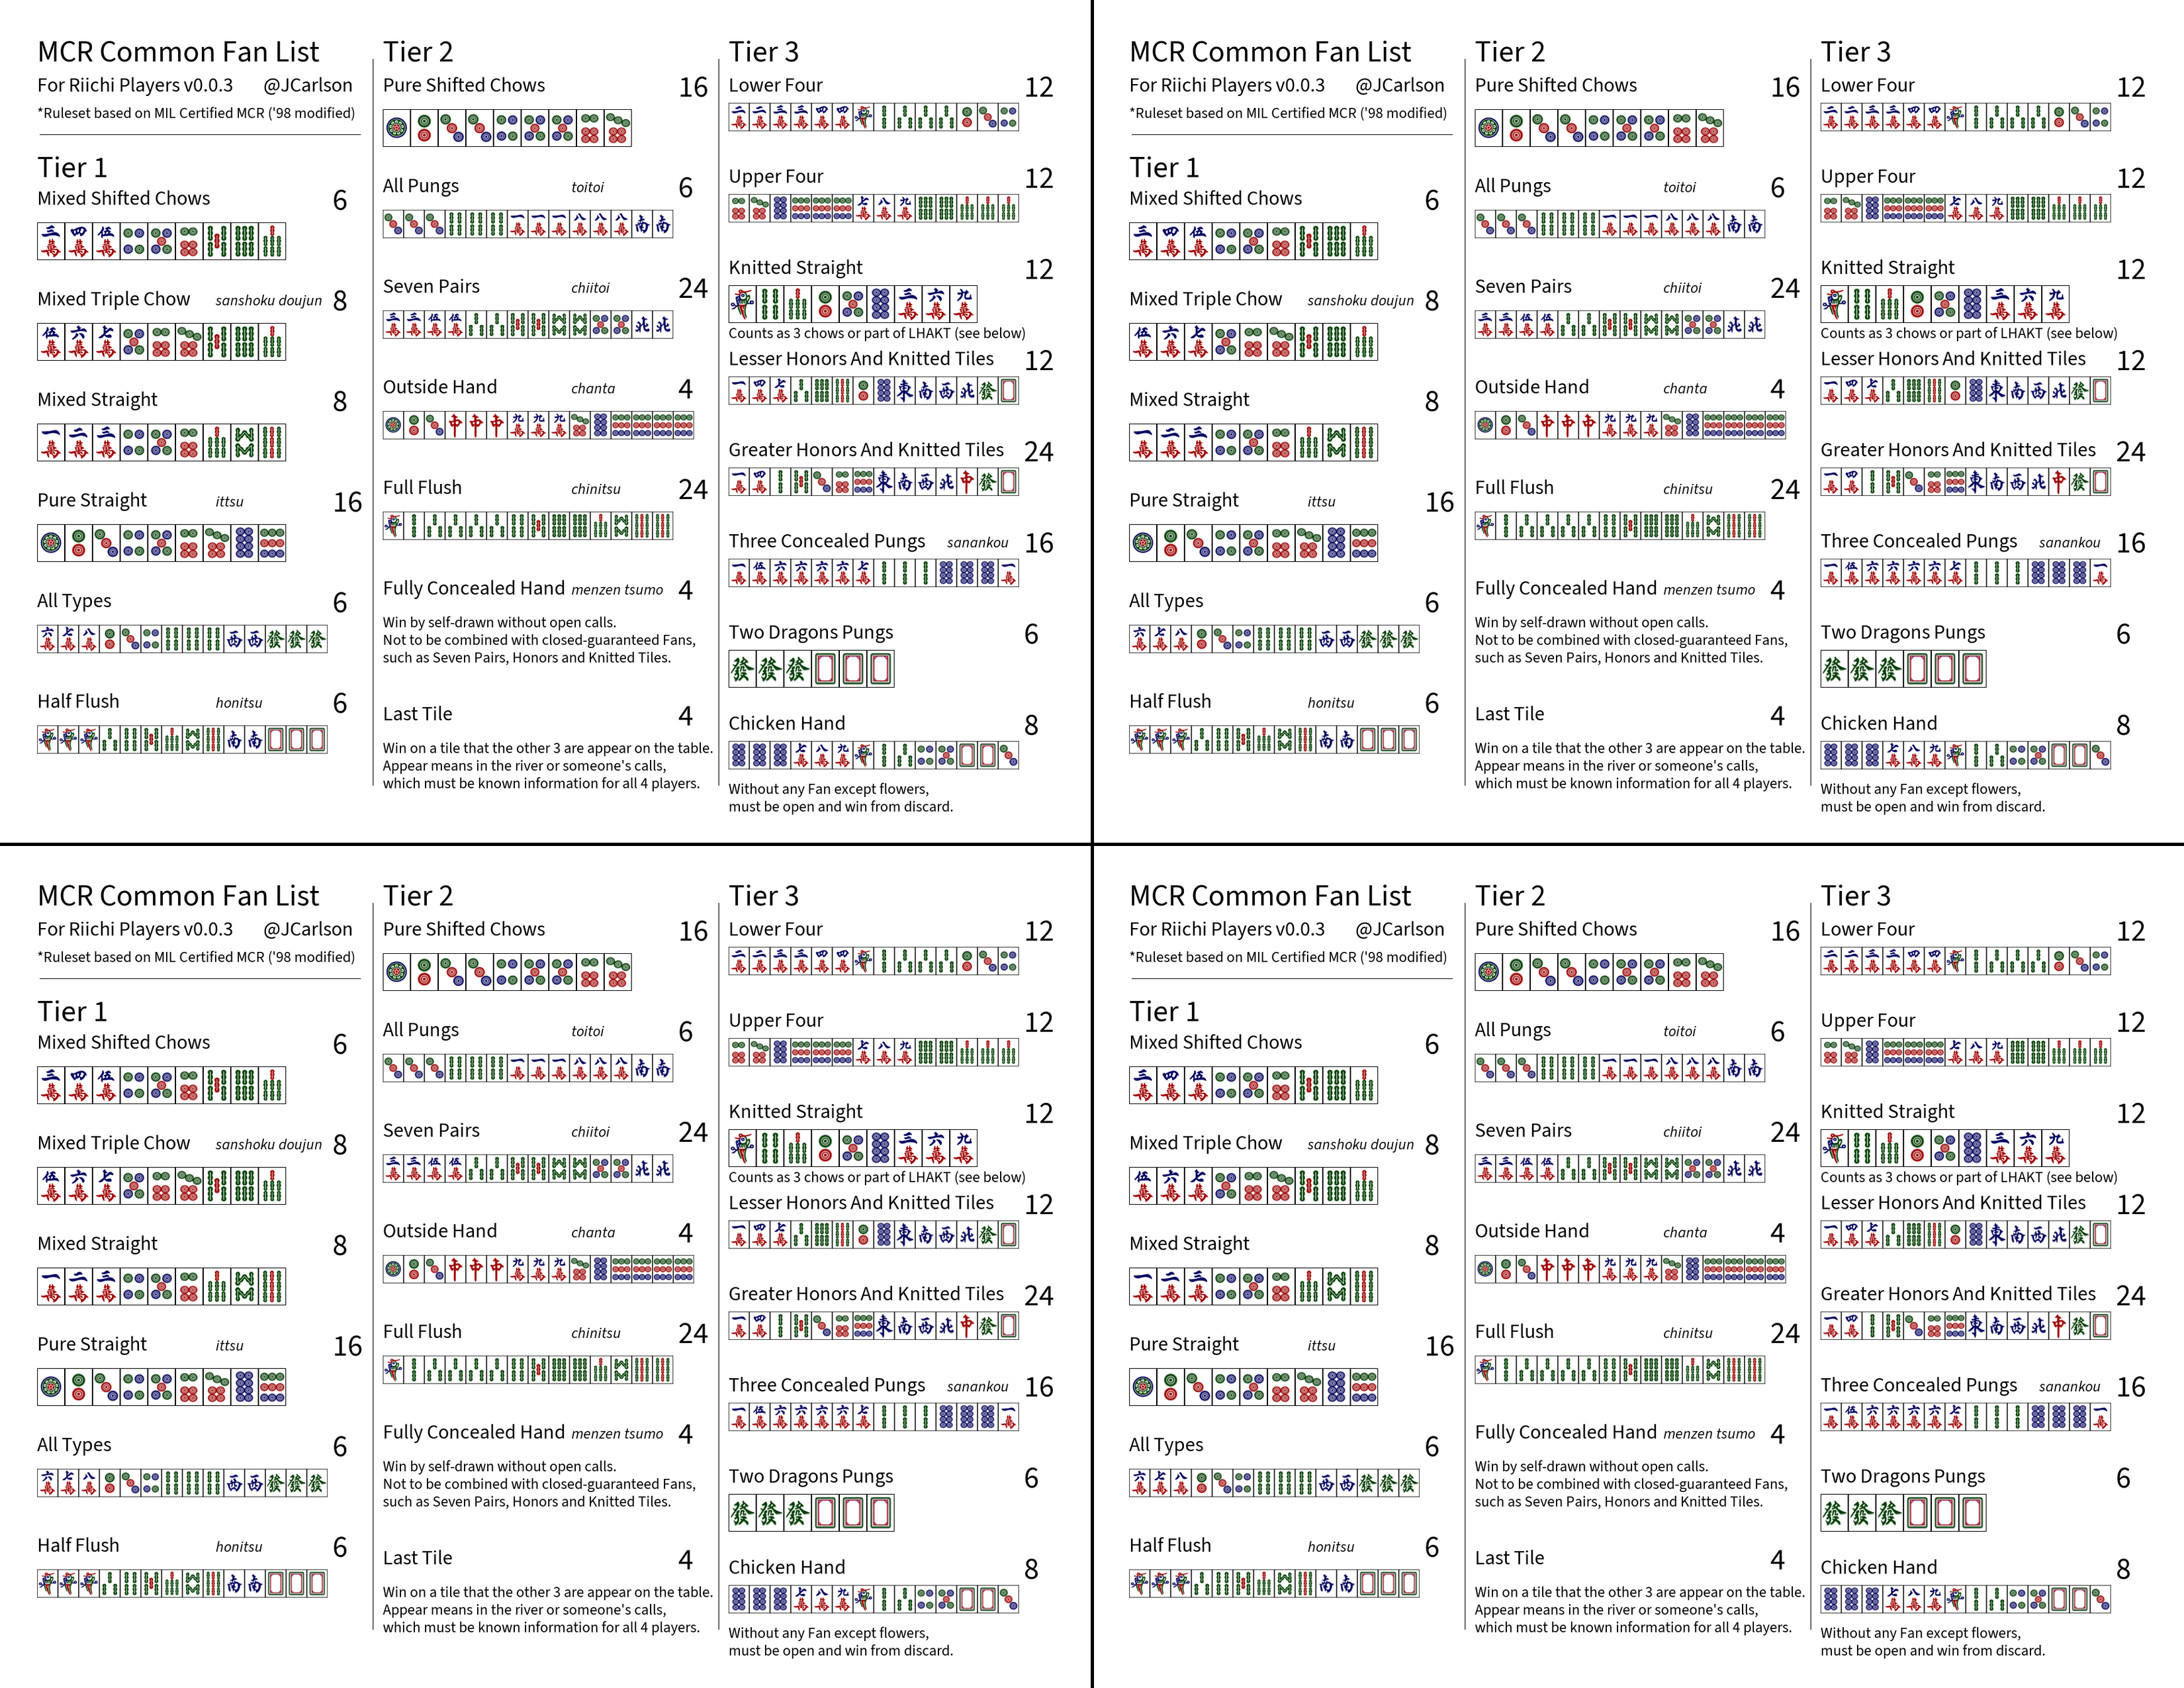 MCR Common Fan List
For Riichi Players v0.0.3 @JCarlson
*Ruleset based on MIL Certified MCR ('98 modified)
Tier 1
Mixed Shifted Chows 6
Mixed Triple Chow sanshoku doujun 8
Mixed Straight 8
Pure Straight ittsu 16
All Types 6
Half Flush honitsu 6
Tier 2
Pure Shifted Chows 16
All Pungs toitoi 6
Seven Pairs chiitoi 24
Outside Hand chanta 4
Full Flush chinitsu 24
Fully Concealed Hand menzen tsumo 4
Win by self-drawn without open calls.
Not to be combined with closed-guaranteed Fans,
such as Seven Pairs, Honors and Knitted Tiles.
Last Tile 4
Win on a tile that the other 3 are appear on the table.
Appear means in the river or someone's calls,
which must be known information for all 4 players.
Tier 3
Lower Four 12
Upper Four 12
Knitted Straight 12
Counts as 3 chows or part of LHAKT (see below)
Lesser Honors And Knitted Tiles 12
Greater Honors And Knitted Tiles 24
Three Concealed Pungs sanankou 16
Two Dragons Pungs 6
Chicken Hand 8
Without any Fan except flowers,
must be open and win from discard.
MCR Common Fan List
For Riichi Players v0.0.3 @JCarlson
*Ruleset based on MIL Certified MCR ('98 modified)
Tier 1
Mixed Shifted Chows 6
Mixed Triple Chow sanshoku doujun 8
Mixed Straight 8
Pure Straight ittsu 16
All Types 6
Half Flush honitsu 6
Tier 2
Pure Shifted Chows 16
All Pungs toitoi 6
Seven Pairs chiitoi 24
Outside Hand chanta 4
Full Flush chinitsu 24
Fully Concealed Hand menzen tsumo 4
Win by self-drawn without open calls.
Not to be combined with closed-guaranteed Fans,
such as Seven Pairs, Honors and Knitted Tiles.
Last Tile 4
Win on a tile that the other 3 are appear on the table.
Appear means in the river or someone's calls,
which must be known information for all 4 players.
Tier 3
Lower Four 12
Upper Four 12
Knitted Straight 12
Counts as 3 chows or part of LHAKT (see below)
Lesser Honors And Knitted Tiles 12
Greater Honors And Knitted Tiles 24
Three Concealed Pungs sanankou 16
Two Dragons Pungs 6
Chicken Hand 8
Without any Fan except flowers,
must be open and win from discard.
MCR Common Fan List
For Riichi Players v0.0.3 @JCarlson
*Ruleset based on MIL Certified MCR ('98 modified)
Tier 1
Mixed Shifted Chows 6
Mixed Triple Chow sanshoku doujun 8
Mixed Straight 8
Pure Straight ittsu 16
All Types 6
Half Flush honitsu 6
Tier 2
Pure Shifted Chows 16
All Pungs toitoi 6
Seven Pairs chiitoi 24
Outside Hand chanta 4
Full Flush chinitsu 24
Fully Concealed Hand menzen tsumo 4
Win by self-drawn without open calls.
Not to be combined with closed-guaranteed Fans,
such as Seven Pairs, Honors and Knitted Tiles.
Last Tile 4
Win on a tile that the other 3 are appear on the table.
Appear means in the river or someone's calls,
which must be known information for all 4 players.
Tier 3
Lower Four 12
Upper Four 12
Knitted Straight 12
Counts as 3 chows or part of LHAKT (see below)
Lesser Honors And Knitted Tiles 12
Greater Honors And Knitted Tiles 24
Three Concealed Pungs sanankou 16
Two Dragons Pungs 6
Chicken Hand 8
Without any Fan except flowers,
must be open and win from discard.
MCR Common Fan List
For Riichi Players v0.0.3 @JCarlson
*Ruleset based on MIL Certified MCR ('98 modified)
Tier 1
Mixed Shifted Chows 6
Mixed Triple Chow sanshoku doujun 8
Mixed Straight 8
Pure Straight ittsu 16
All Types 6
Half Flush honitsu 6
Tier 2
Pure Shifted Chows 16
All Pungs toitoi 6
Seven Pairs chiitoi 24
Outside Hand chanta 4
Full Flush chinitsu 24
Fully Concealed Hand menzen tsumo 4
Win by self-drawn without open calls.
Not to be combined with closed-guaranteed Fans,
such as Seven Pairs, Honors and Knitted Tiles.
Last Tile 4
Win on a tile that the other 3 are appear on the table.
Appear means in the river or someone's calls,
which must be known information for all 4 players.
Tier 3
Lower Four 12
Upper Four 12
Knitted Straight 12
Counts as 3 chows or part of LHAKT (see below)
Lesser Honors And Knitted Tiles 12
Greater Honors And Knitted Tiles 24
Three Concealed Pungs sanankou 16
Two Dragons Pungs 6
Chicken Hand 8
Without any Fan except flowers,
must be open and win from discard.